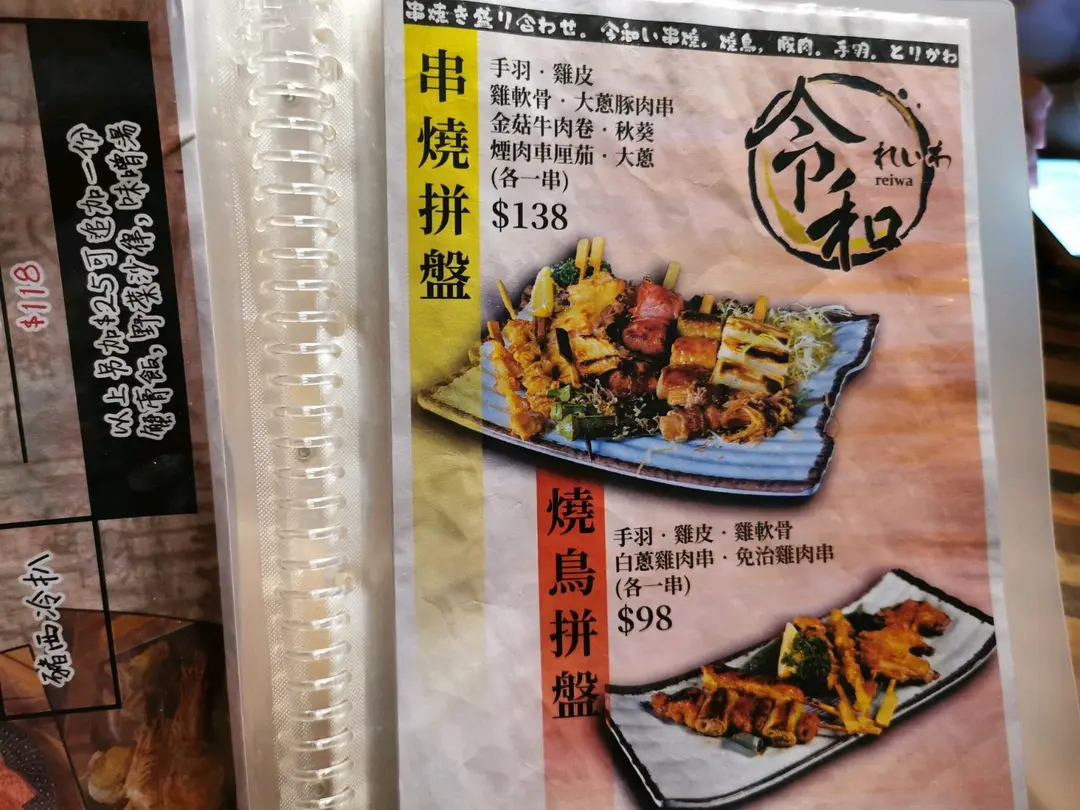 串焼き盛り合わせ。令和い串焼。焼鳥，豚肉。手羽。とりかわ
串燒拼盤
手羽·雞皮
雞軟骨·大蔥豚肉串
金菇牛肉卷·秋葵
煙肉車厘茄·大蔥
(各一串)
$138
令和
れいわ
reiwa
燒鳥拼盤
手羽·雞皮·雞軟骨
白蔥雞肉串·免治雞肉串
(各一串)
$98
$118
以上另加$25可追加一份
鰻膏飯，野菜沙律，味噌湯
豬西冷扒